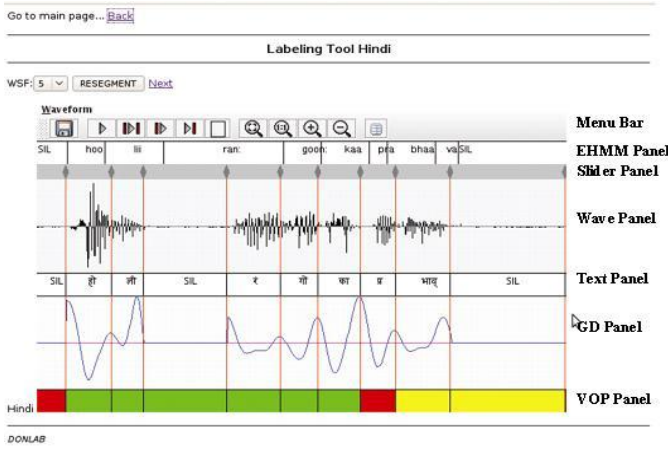 Go to main page... Back
Labeling Tool Hindi
WSF: 5 RESEGMENT Next
Waveform
Menu Bar
SIL hoo lii ran: goon: kaa pra bhaa va SIL EHMM Panel
Slider Panel
Wave Panel
SIL हो ली SIL रं गों का प्र भाव् SIL Text Panel
GD Panel
Hindi VOP Panel
DONLAB